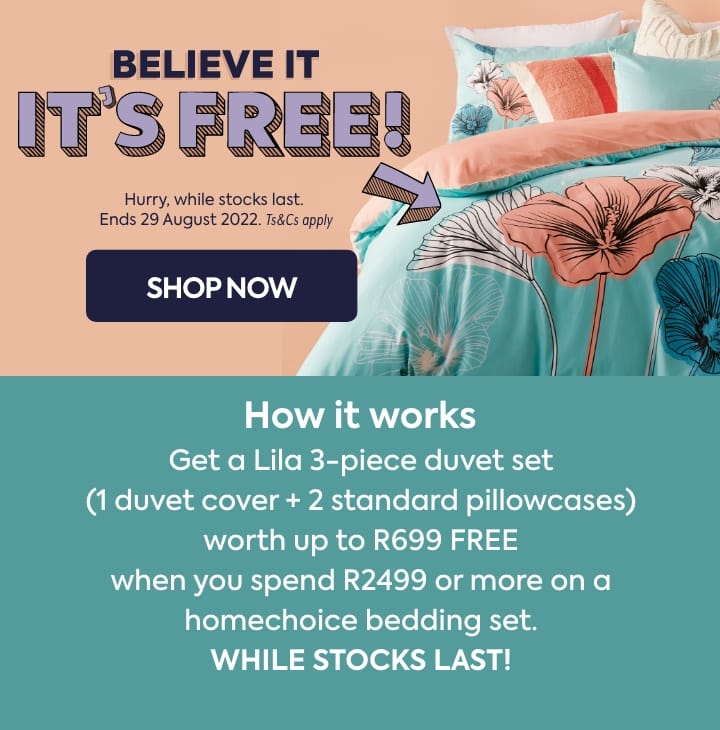 BELIEVE IT
IT'S FREE!
Hurry, while stocks last.
Ends 29 August 2022. Ts&Cs apply
SHOP NOW
How it works
Get a Lila 3-piece duvet set
(1 duvet cover + 2 standard pillowcases)
worth up to R699 FREE
when you spend R2499 or more on a
homechoice bedding set.
WHILE STOCKS LAST!